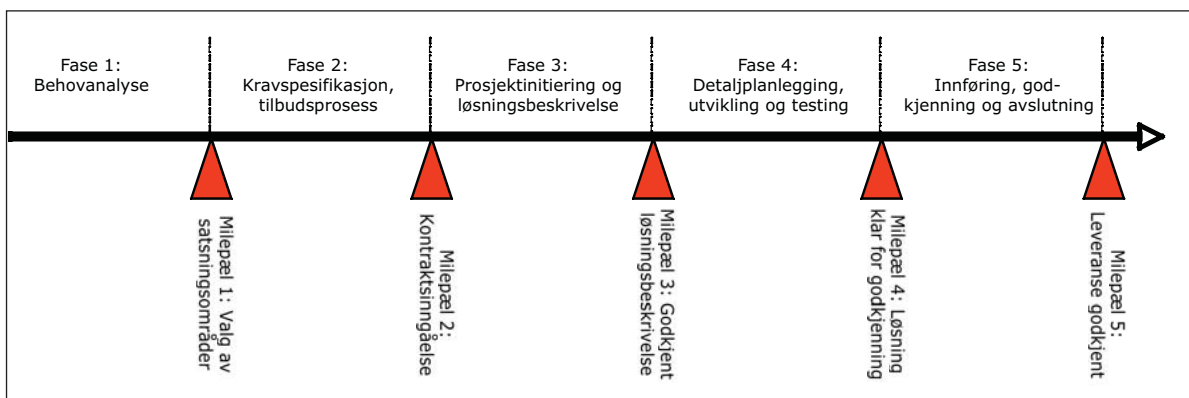 Fase 1:
Behovanalyse
Fase 2:
Kravspesifikasjon,
tilbudsprosess
Fase 3:
Prosjektinitiering og
løsningsbeskrivelse
Fase 4:
Detaljplanlegging,
utvikling og testing
Fase 5:
Innføring, god-
kjenning og avslutning
Milepæl 1: Valg av
satsningsområder
Milepæl 2:
Kontraktsinngåelse
Milepæl 3: Godkjent
løsningsbeskrivelse
Milepæl 4: Løsning
klar for godkjenning
Milepæl 5:
Leveranse godkjent